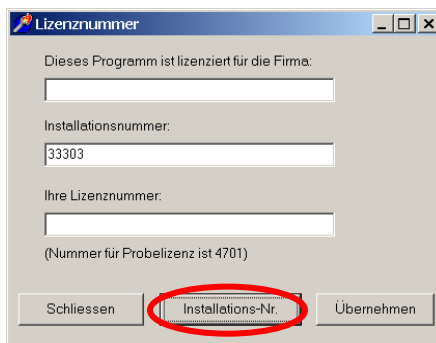 Lizenznummer
Dieses Programm ist lizenziert für die Firma:
Installationsnummer:
33303
Ihre Lizenznummer:
(Nummer für Probelizenz ist 4701)
Schliessen Installations-Nr. Übernehmen